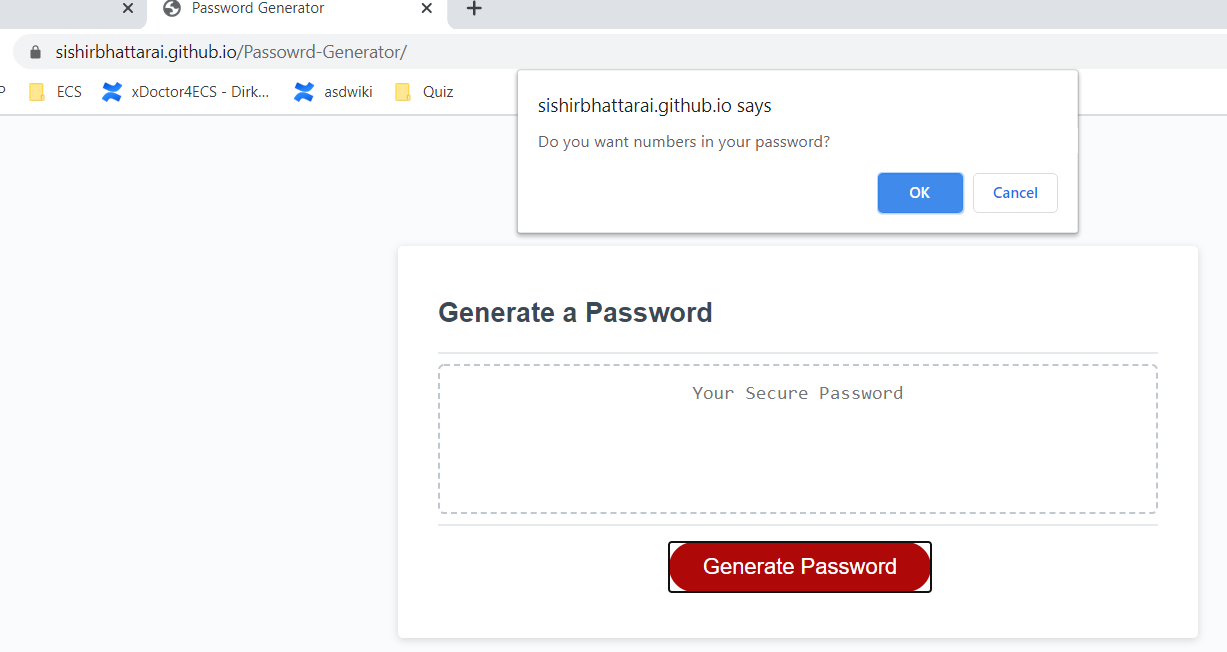 Password Generator
sishirbhattarai.github.io/Passowrd-Generator/
P ECS xDoctor4ECS - Dirk... asdwiki Quiz
sishirbhattarai.github.io says
Do you want numbers in your password?
OK Cancel
Generate a Password
Your Secure Password
Generate Password